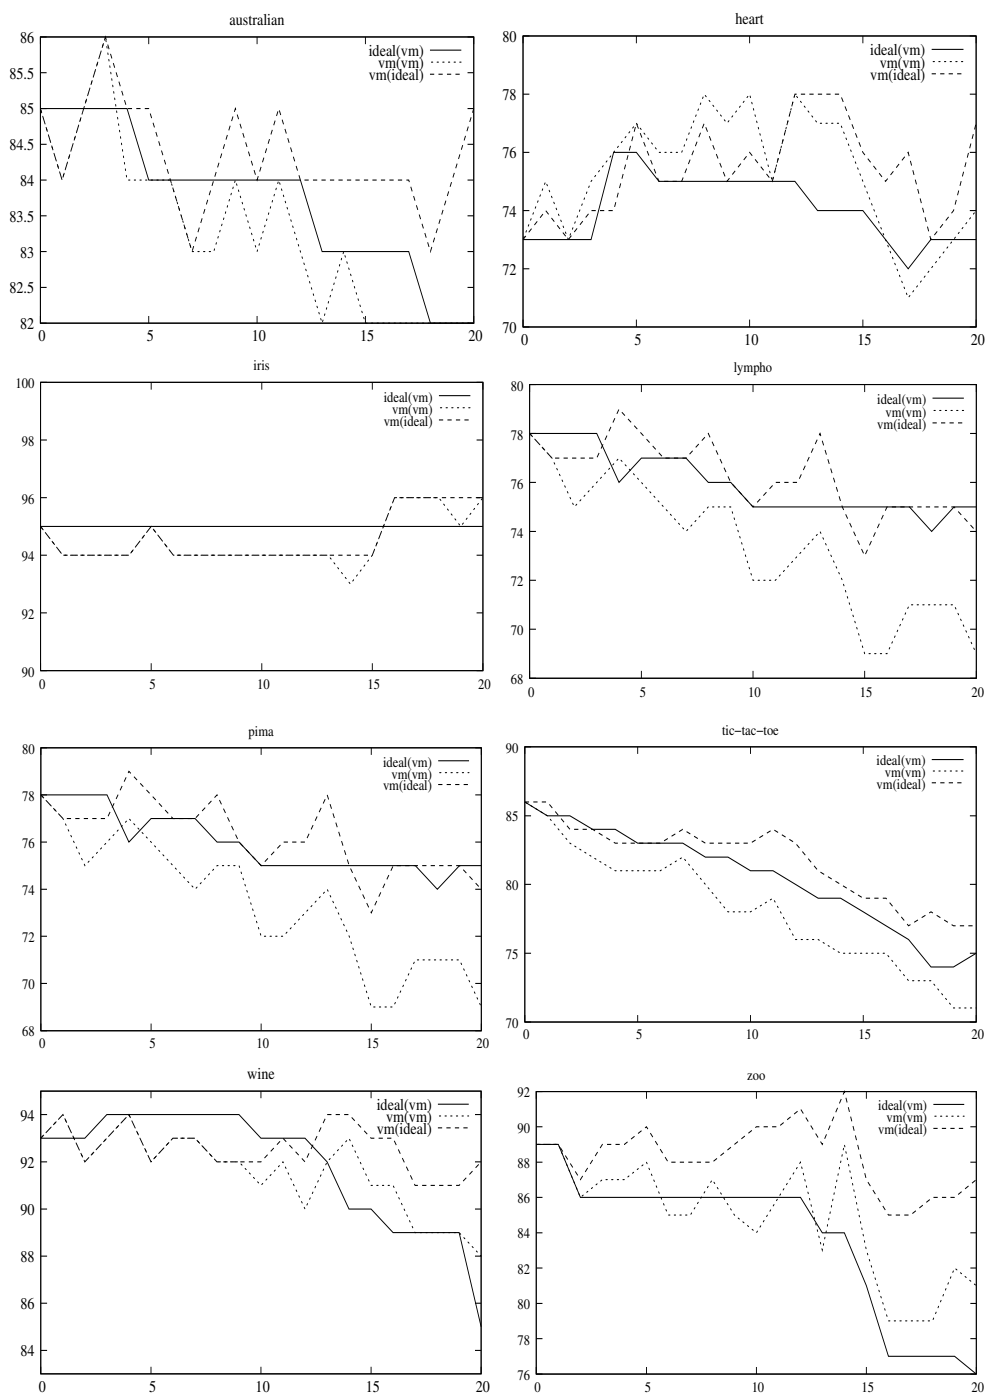 australian
86
85.5
85
84.5
84
83.5
83
82.5
82
0 5 10 15 20
ideal(vm)
vm(vm)
vm(ideal)
heart
80
78
76
74
72
70
0 5 10 15 20
ideal(vm)
vm(vm)
vm(ideal)
iris
100
98
96
94
92
90
0 5 10 15 20
ideal(vm)
vm(vm)
vm(ideal)
lympho
80
78
76
74
72
70
68
0 5 10 15 20
ideal(vm)
vm(vm)
vm(ideal)
pima
80
78
76
74
72
70
68
0 5 10 15 20
ideal(vm)
vm(vm)
vm(ideal)
tic-tac-toe
90
85
80
75
70
0 5 10 15 20
ideal(vm)
vm(vm)
vm(ideal)
wine
94
92
90
88
86
84
0 5 10 15 20
ideal(vm)
vm(vm)
vm(ideal)
zoo
92
90
88
86
84
82
80
78
76
0 5 10 15 20
ideal(vm)
vm(vm)
vm(ideal)